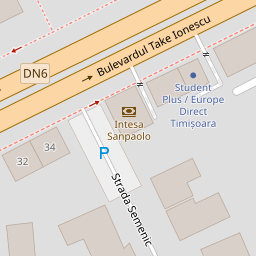 Bulevardul Take Ionescu
DN6
Student
Plus / Europe
Direct
Timișoara
Intesa
Sanpaolo
34
32
P
Strada Semenic